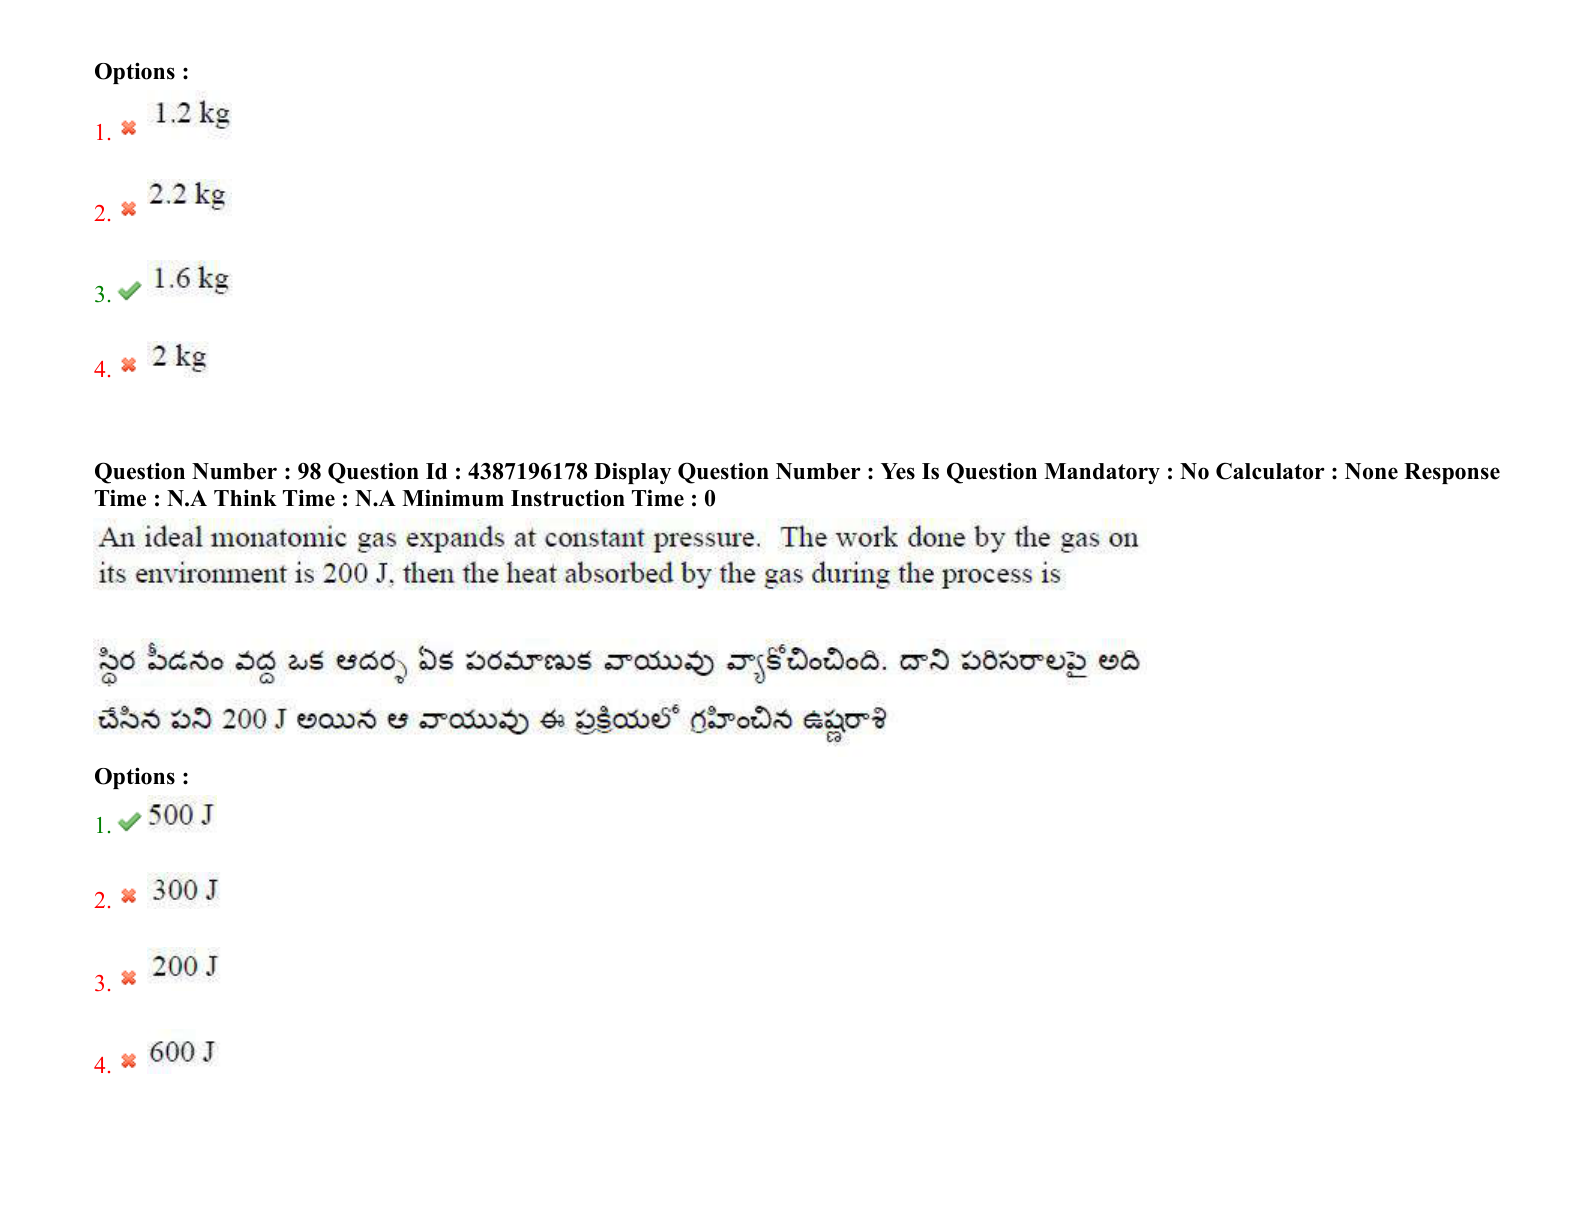 Options :
1. 1.2 kg
2. 2.2 kg
3. 1.6 kg
4. 2 kg
Question Number : 98 Question Id : 4387196178 Display Question Number : Yes Is Question Mandatory : No Calculator : None Response
Time : N.A Think Time : N.A Minimum Instruction Time : 0
An ideal monatomic gas expands at constant pressure. The work done by the gas on
its environment is 200 J, then the heat absorbed by the gas during the process is
స్థిర పీడనం వద్ద ఒక ఆదర్శ ఏక పరమాణుక వాయువు వ్యాకోచించింది. దాని పరిసరాలపై అది
చేసిన పని 200 J అయిన ఆ వాయువు ఈ ప్రక్రియలో గ్రహించిన ఉష్ణరాశి
Options :
1. 500 J
2. 300 J
3. 200 J
4. 600 J